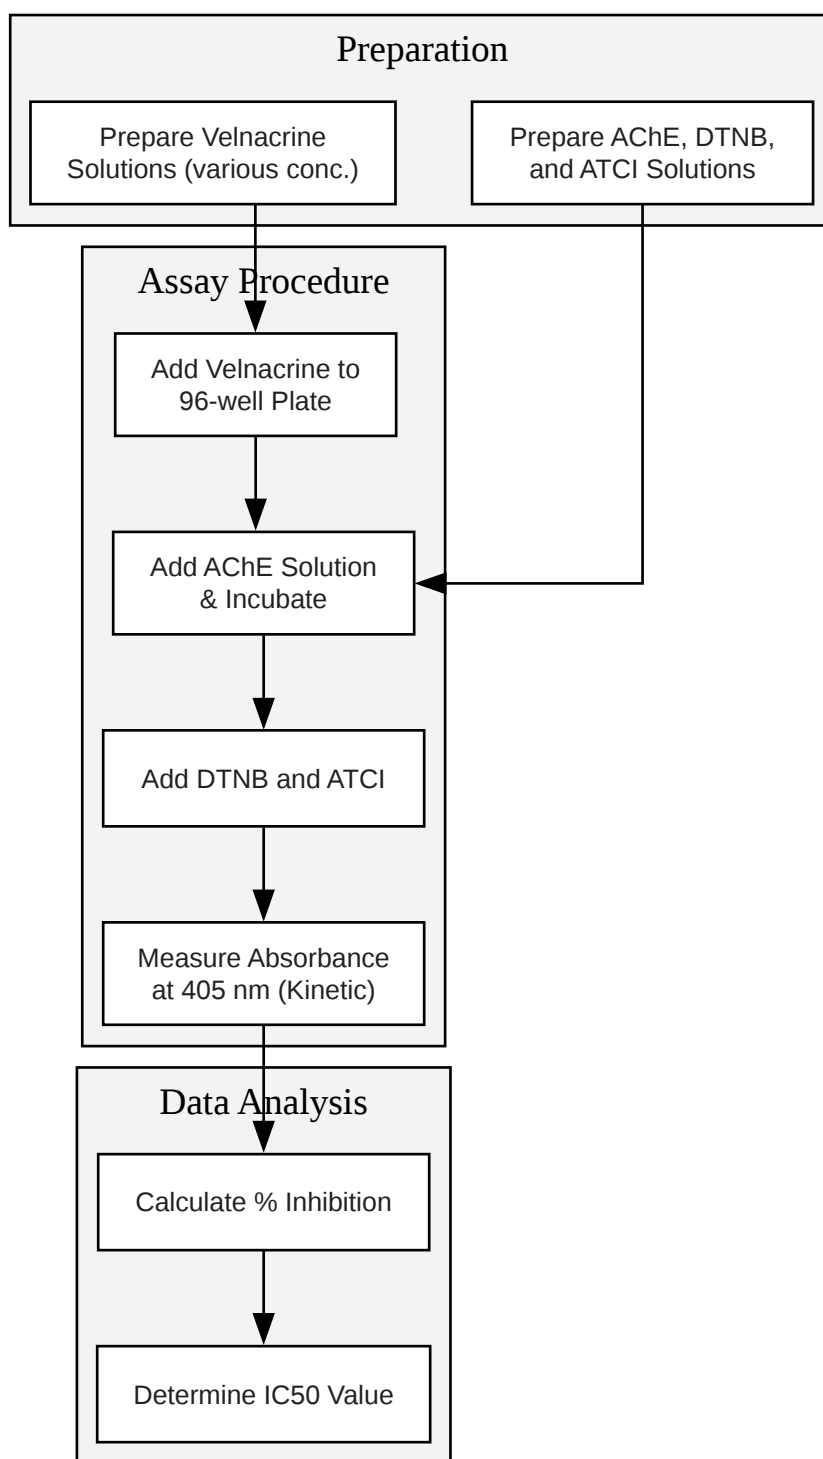 Preparation
Prepare Velnacrine
Solutions (various conc.)
Prepare AChE, DTNB,
and ATCI Solutions
Assay Procedure
Add Velnacrine to
96-well Plate
Add AChE Solution
& Incubate
Add DTNB and ATCI
Measure Absorbance
at 405 nm (Kinetic)
Data Analysis
Calculate % Inhibition
Determine IC50 Value